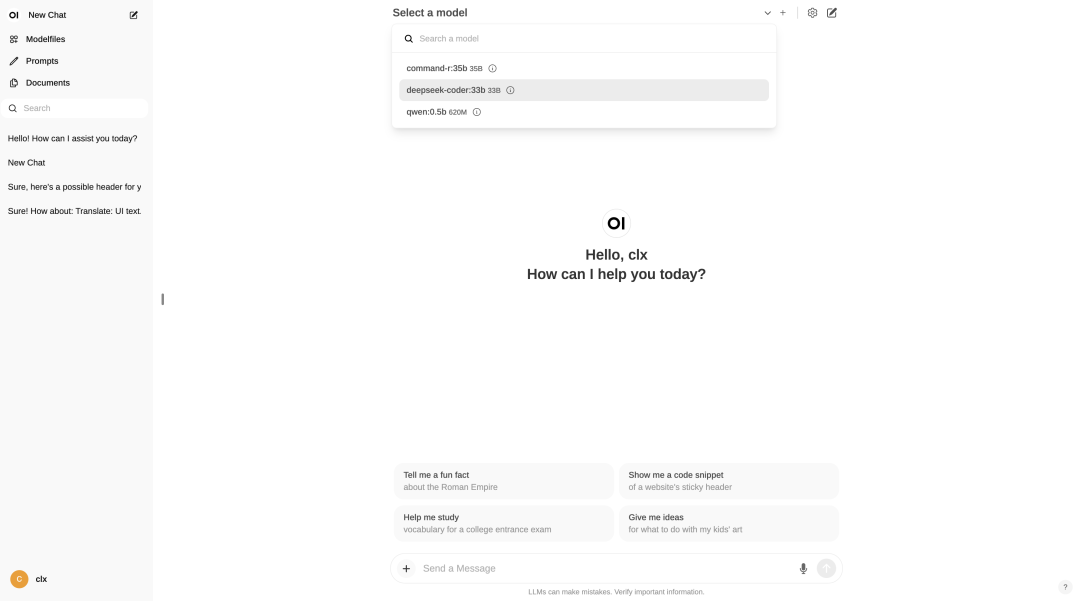 OI New Chat
Modelfiles
Prompts
Documents
Search
Hello! How can I assist you today?
New Chat
Sure, here's a possible header for y
Sure! How about: Translate: UI text.
C clx
Select a model
Search a model
command-r:35b 35B
deepseek-coder:33b 33B
qwen:0.5b 620M
OI
Hello, clx
How can I help you today?
Tell me a fun fact
about the Roman Empire
Show me a code snippet
of a website's sticky header
Help me study
vocabulary for a college entrance exam
Give me ideas
for what to do with my kids' art
Send a Message
LLMs can make mistakes. Verify important information.
?